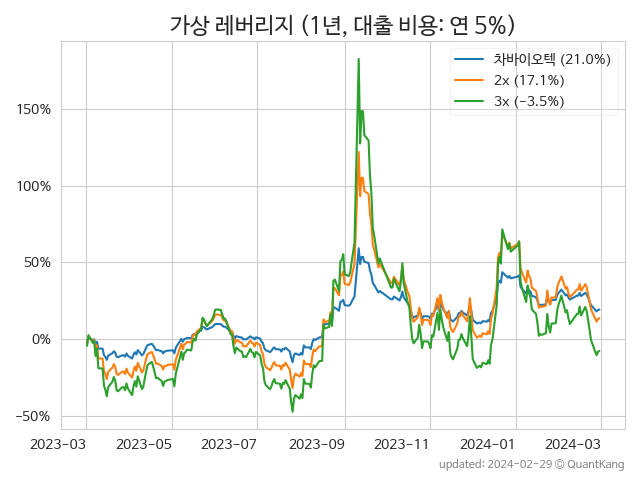 가상 레버리지 (1년, 대출 비용: 연 5%)
차바이오텍 (21.0%)
2x (17.1%)
3x (−3.5%)
150%
100%
50%
0%
−50%
2023-03 2023-05 2023-07 2023-09 2023-11 2024-01 2024-03
updated: 2024-02-29 © QuantKang